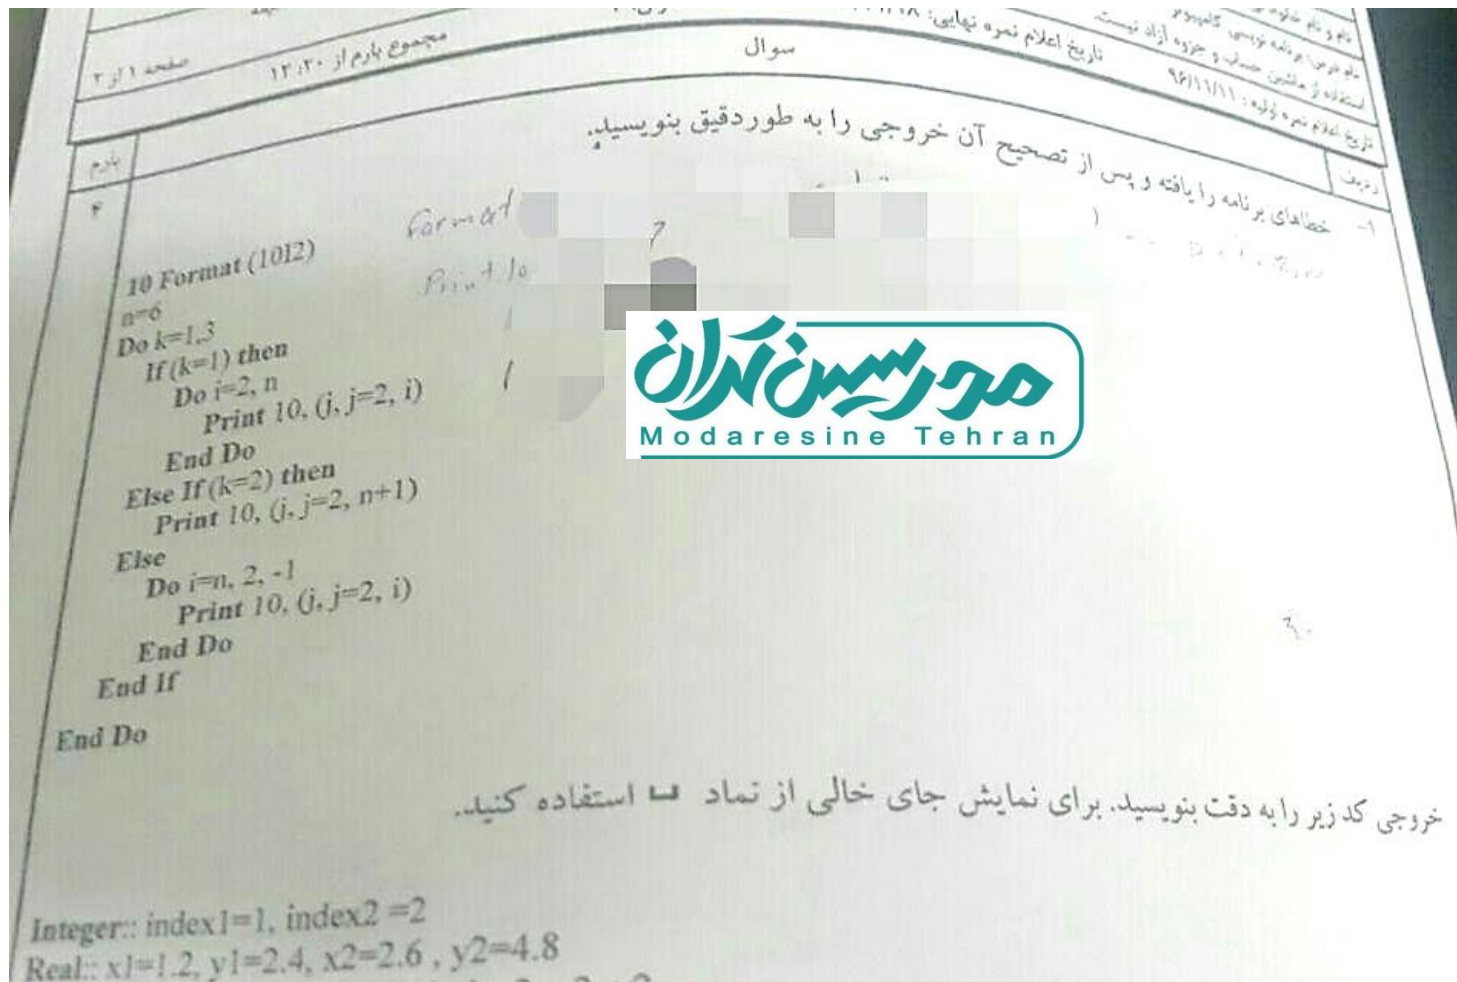 صفحه ۱ از ۲
مجموع بارم از ۱۲:۳۰
سوال
تاریخ اعلام نمره نهایی:
استفاده از ماشین حساب و جزوه آزاد نیست.
تاریخ اعلام نمره اولیه: ۹۶/۱۱/۱۱
بارم
ردیف
۴
۱- خطاهای برنامه را یافته و پس از تصحیح آن خروجی را به طور دقیق بنویسید.
Format
Print 10
10 Format (10I2)
n=6
Do k=1,3
If (k=1) then
Do i=2, n
Print 10, (j, j=2, i)
End Do
Else If (k=2) then
Print 10, (j, j=2, n+1)
Else
Do i=n, 2, -1
Print 10, (j, j=2, i)
End Do
End If
End Do
مدرسین تهران
Modaresine Tehran
خروجی کد زیر را به دقت بنویسید. برای نمایش جای خالی از نماد ⊔ استفاده کنید.
Integer:: index1=1, index2 =2
Real:: x1=1.2, y1=2.4, x2=2.6 , y2=4.8